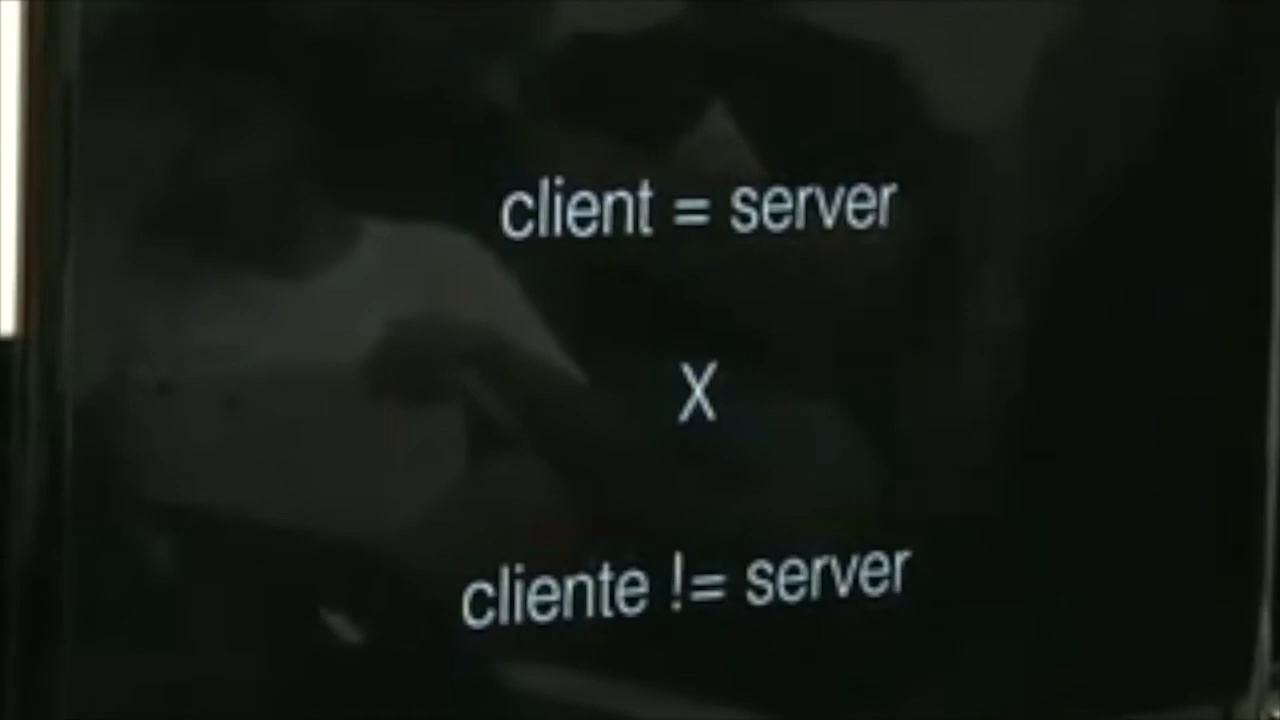 client = server
X
cliente != server